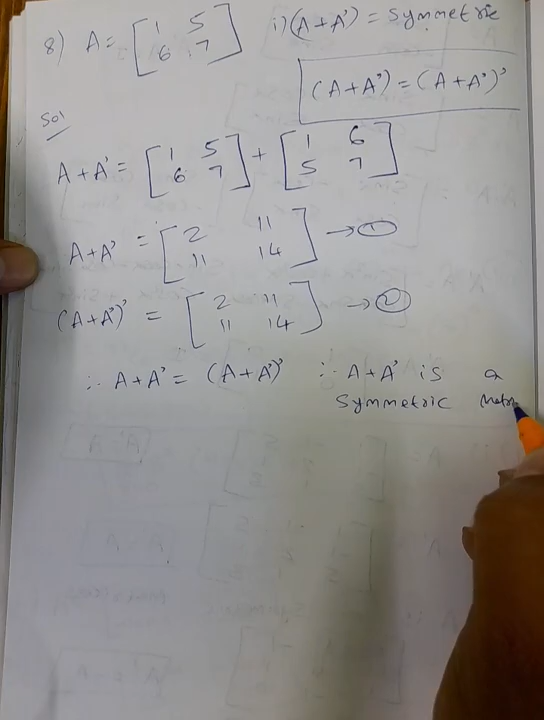 8) A = [1 5 6 7] i) (A+A') = Symmetric
(A+A') = (A+A')'
Sol
A+A' = [1 5 6 7] + [1 6 5 7]
A+A' = [2 11 11 14] → ①
(A+A')' = [2 11 11 14] → ②
∴ A+A' = (A+A')' ∴ A+A' is a
Symmetric Matr